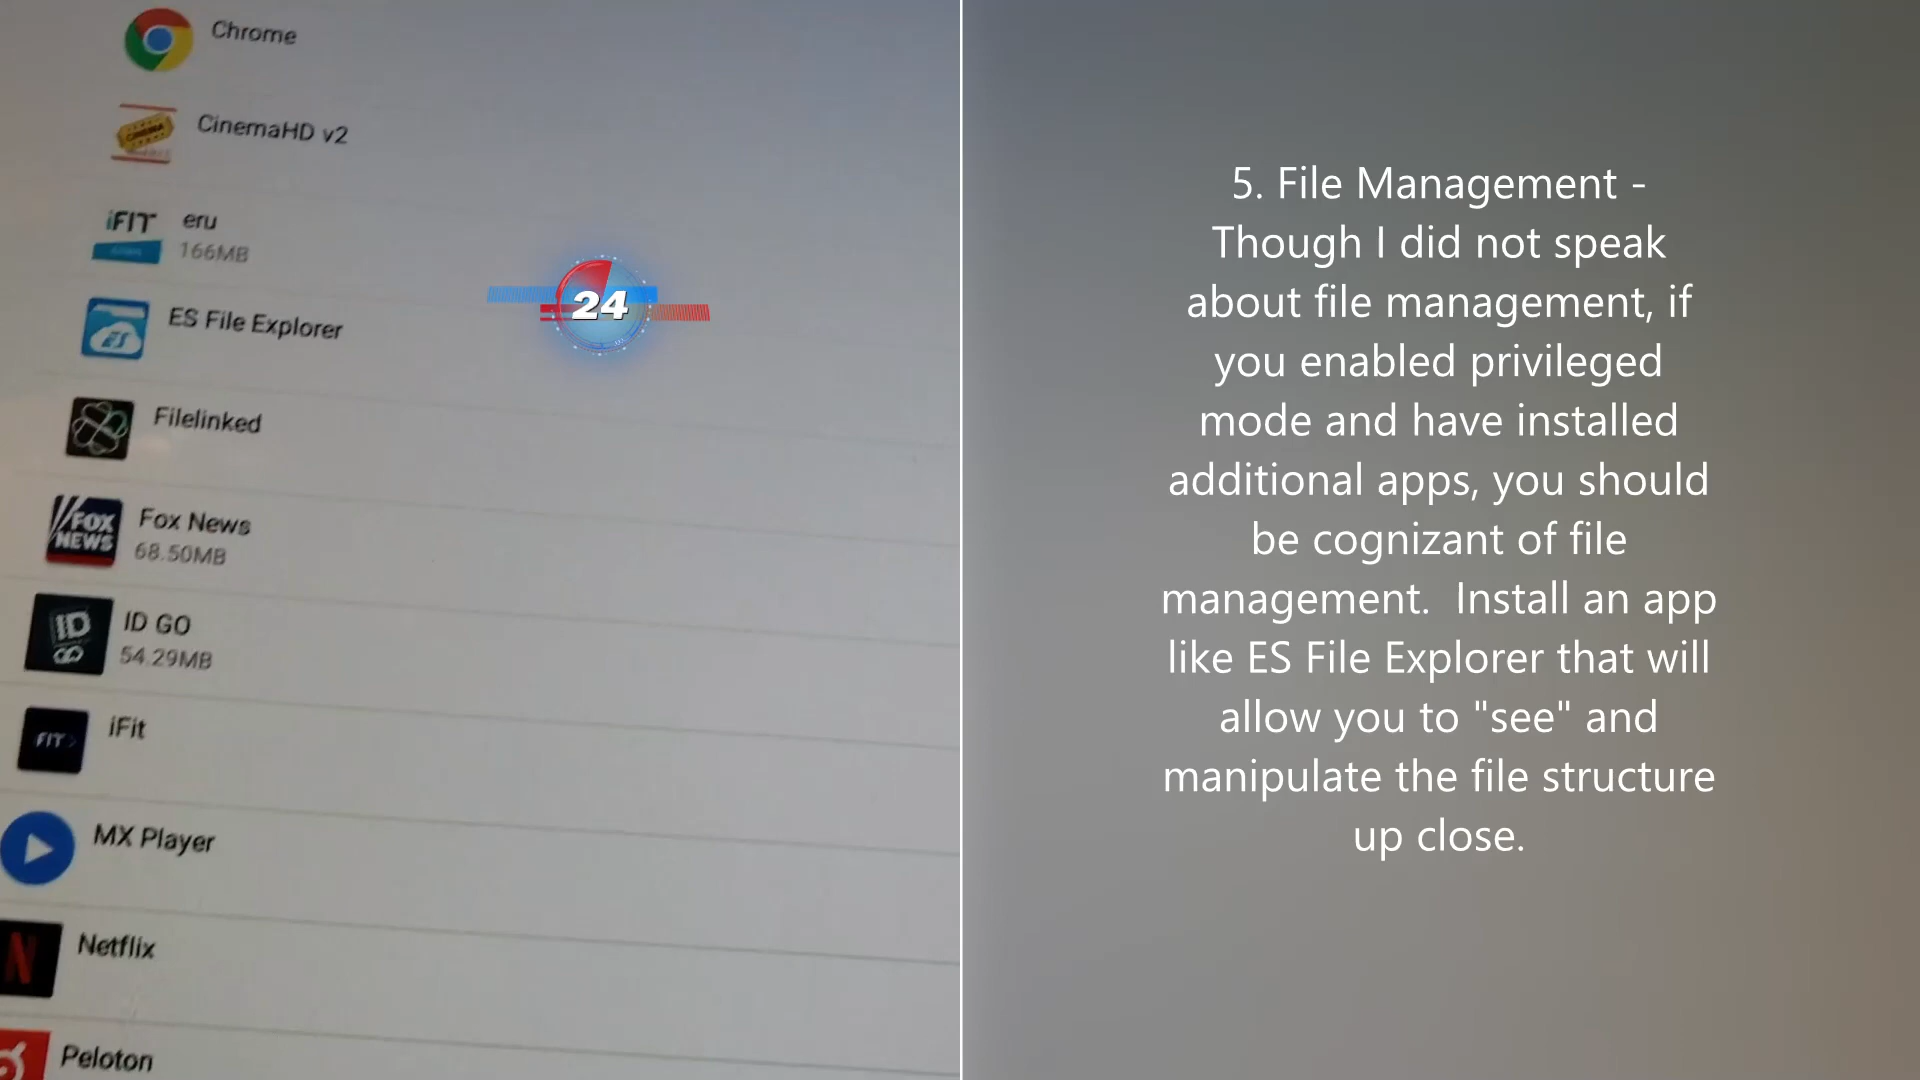 Chrome
CINEMA
CinemaHD v2
iFIT
eru
166MB
ES
ES File Explorer
Filelinked
FOX
NEWS
Fox News
68.50MB
ID
GO
ID GO
54.29MB
FIT
iFit
MX Player
N
Netflix
Peloton
24
5. File Management -
Though I did not speak
about file management, if
you enabled privileged
mode and have installed
additional apps, you should
be cognizant of file
management.  Install an app
like ES File Explorer that will
allow you to "see" and
manipulate the file structure
up close.